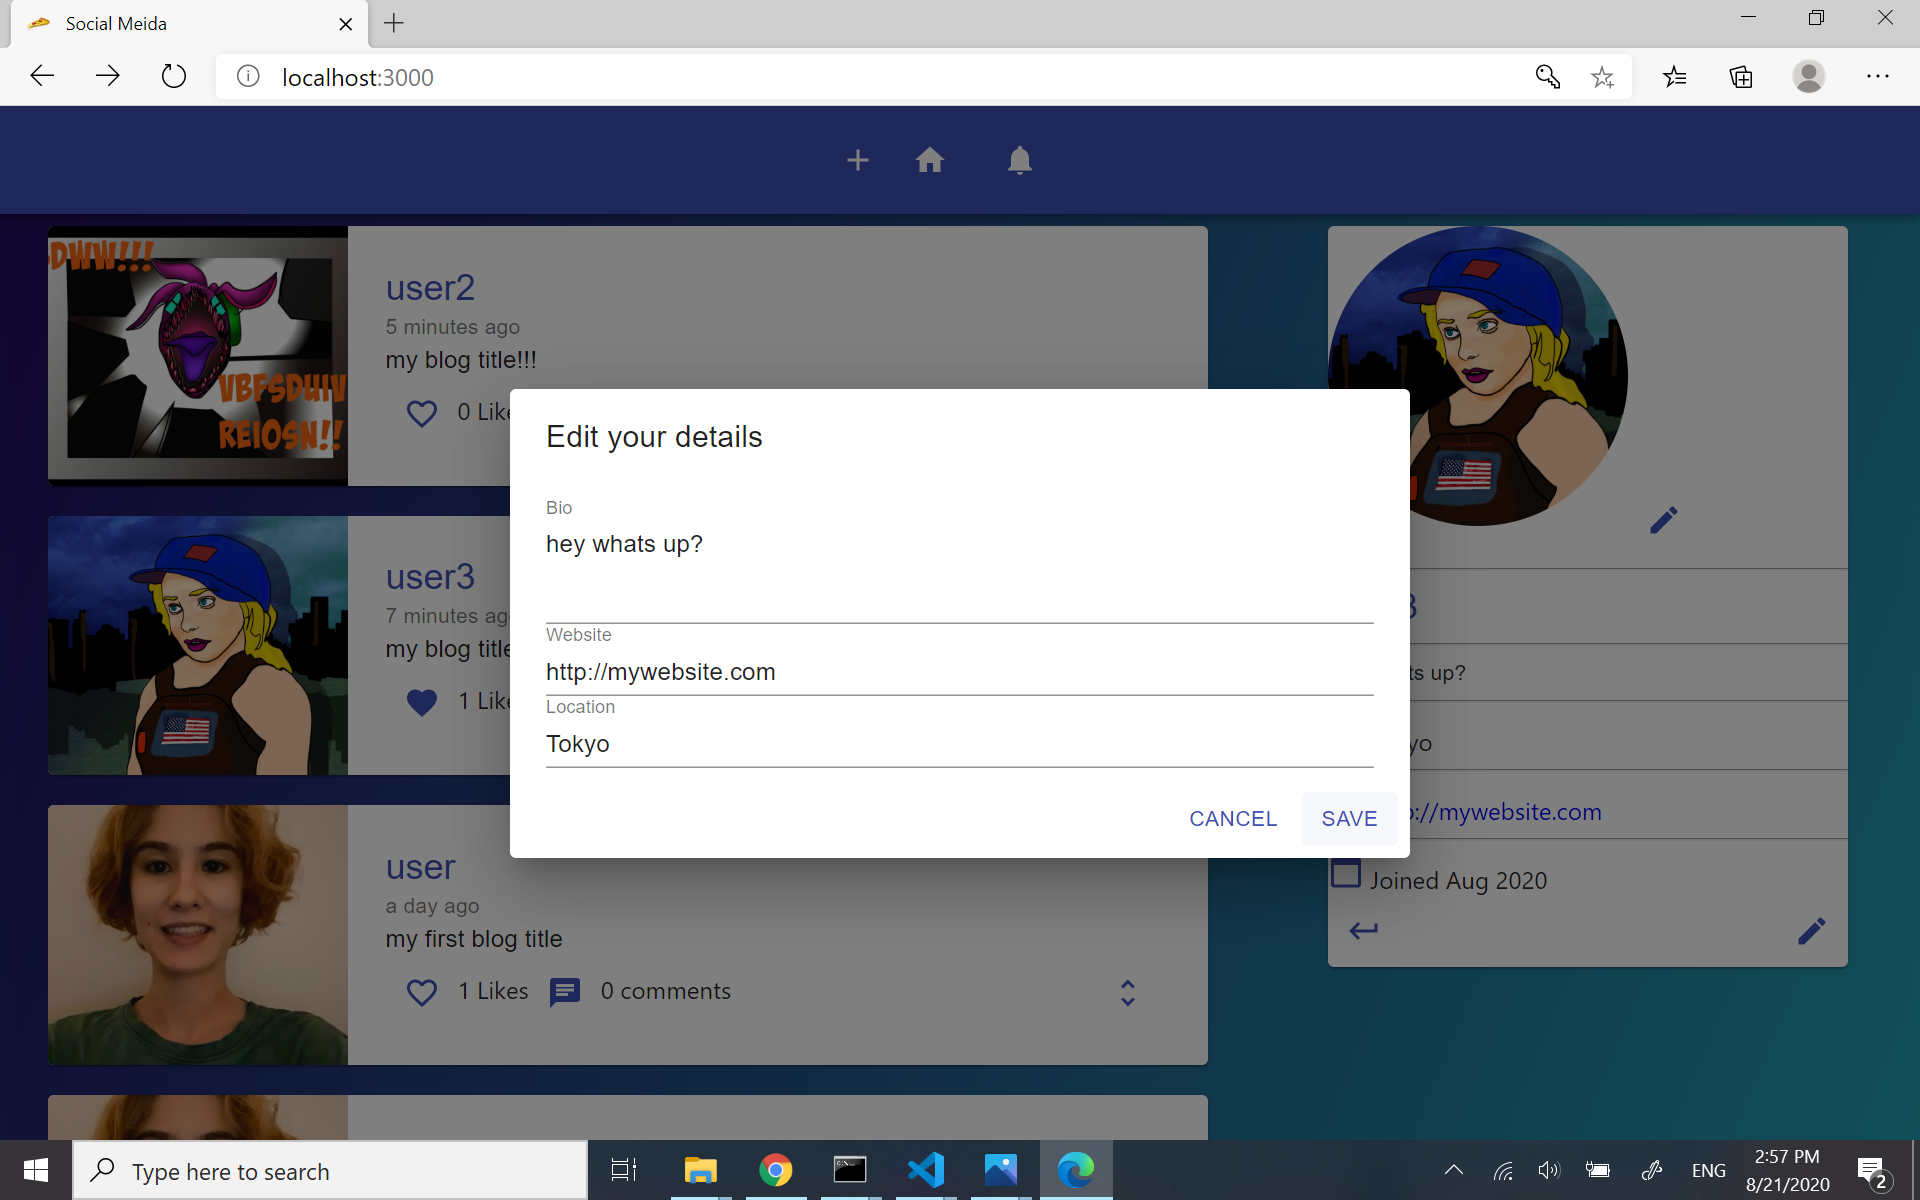 Social Meida
localhost:3000
DWW!!!
VBFSDUIV
REIOSN!!
user2
5 minutes ago
my blog title!!!
0 Like
user3
7 minutes ag
my blog title
1 Like
user
a day ago
my first blog title
1 Likes
0 comments
Edit your details
Bio
hey whats up?
Website
http://mywebsite.com
Location
Tokyo
CANCEL
SAVE
3
ts up?
yo
p://mywebsite.com
Joined Aug 2020
Type here to search
ENG
2:57 PM
8/21/2020
2